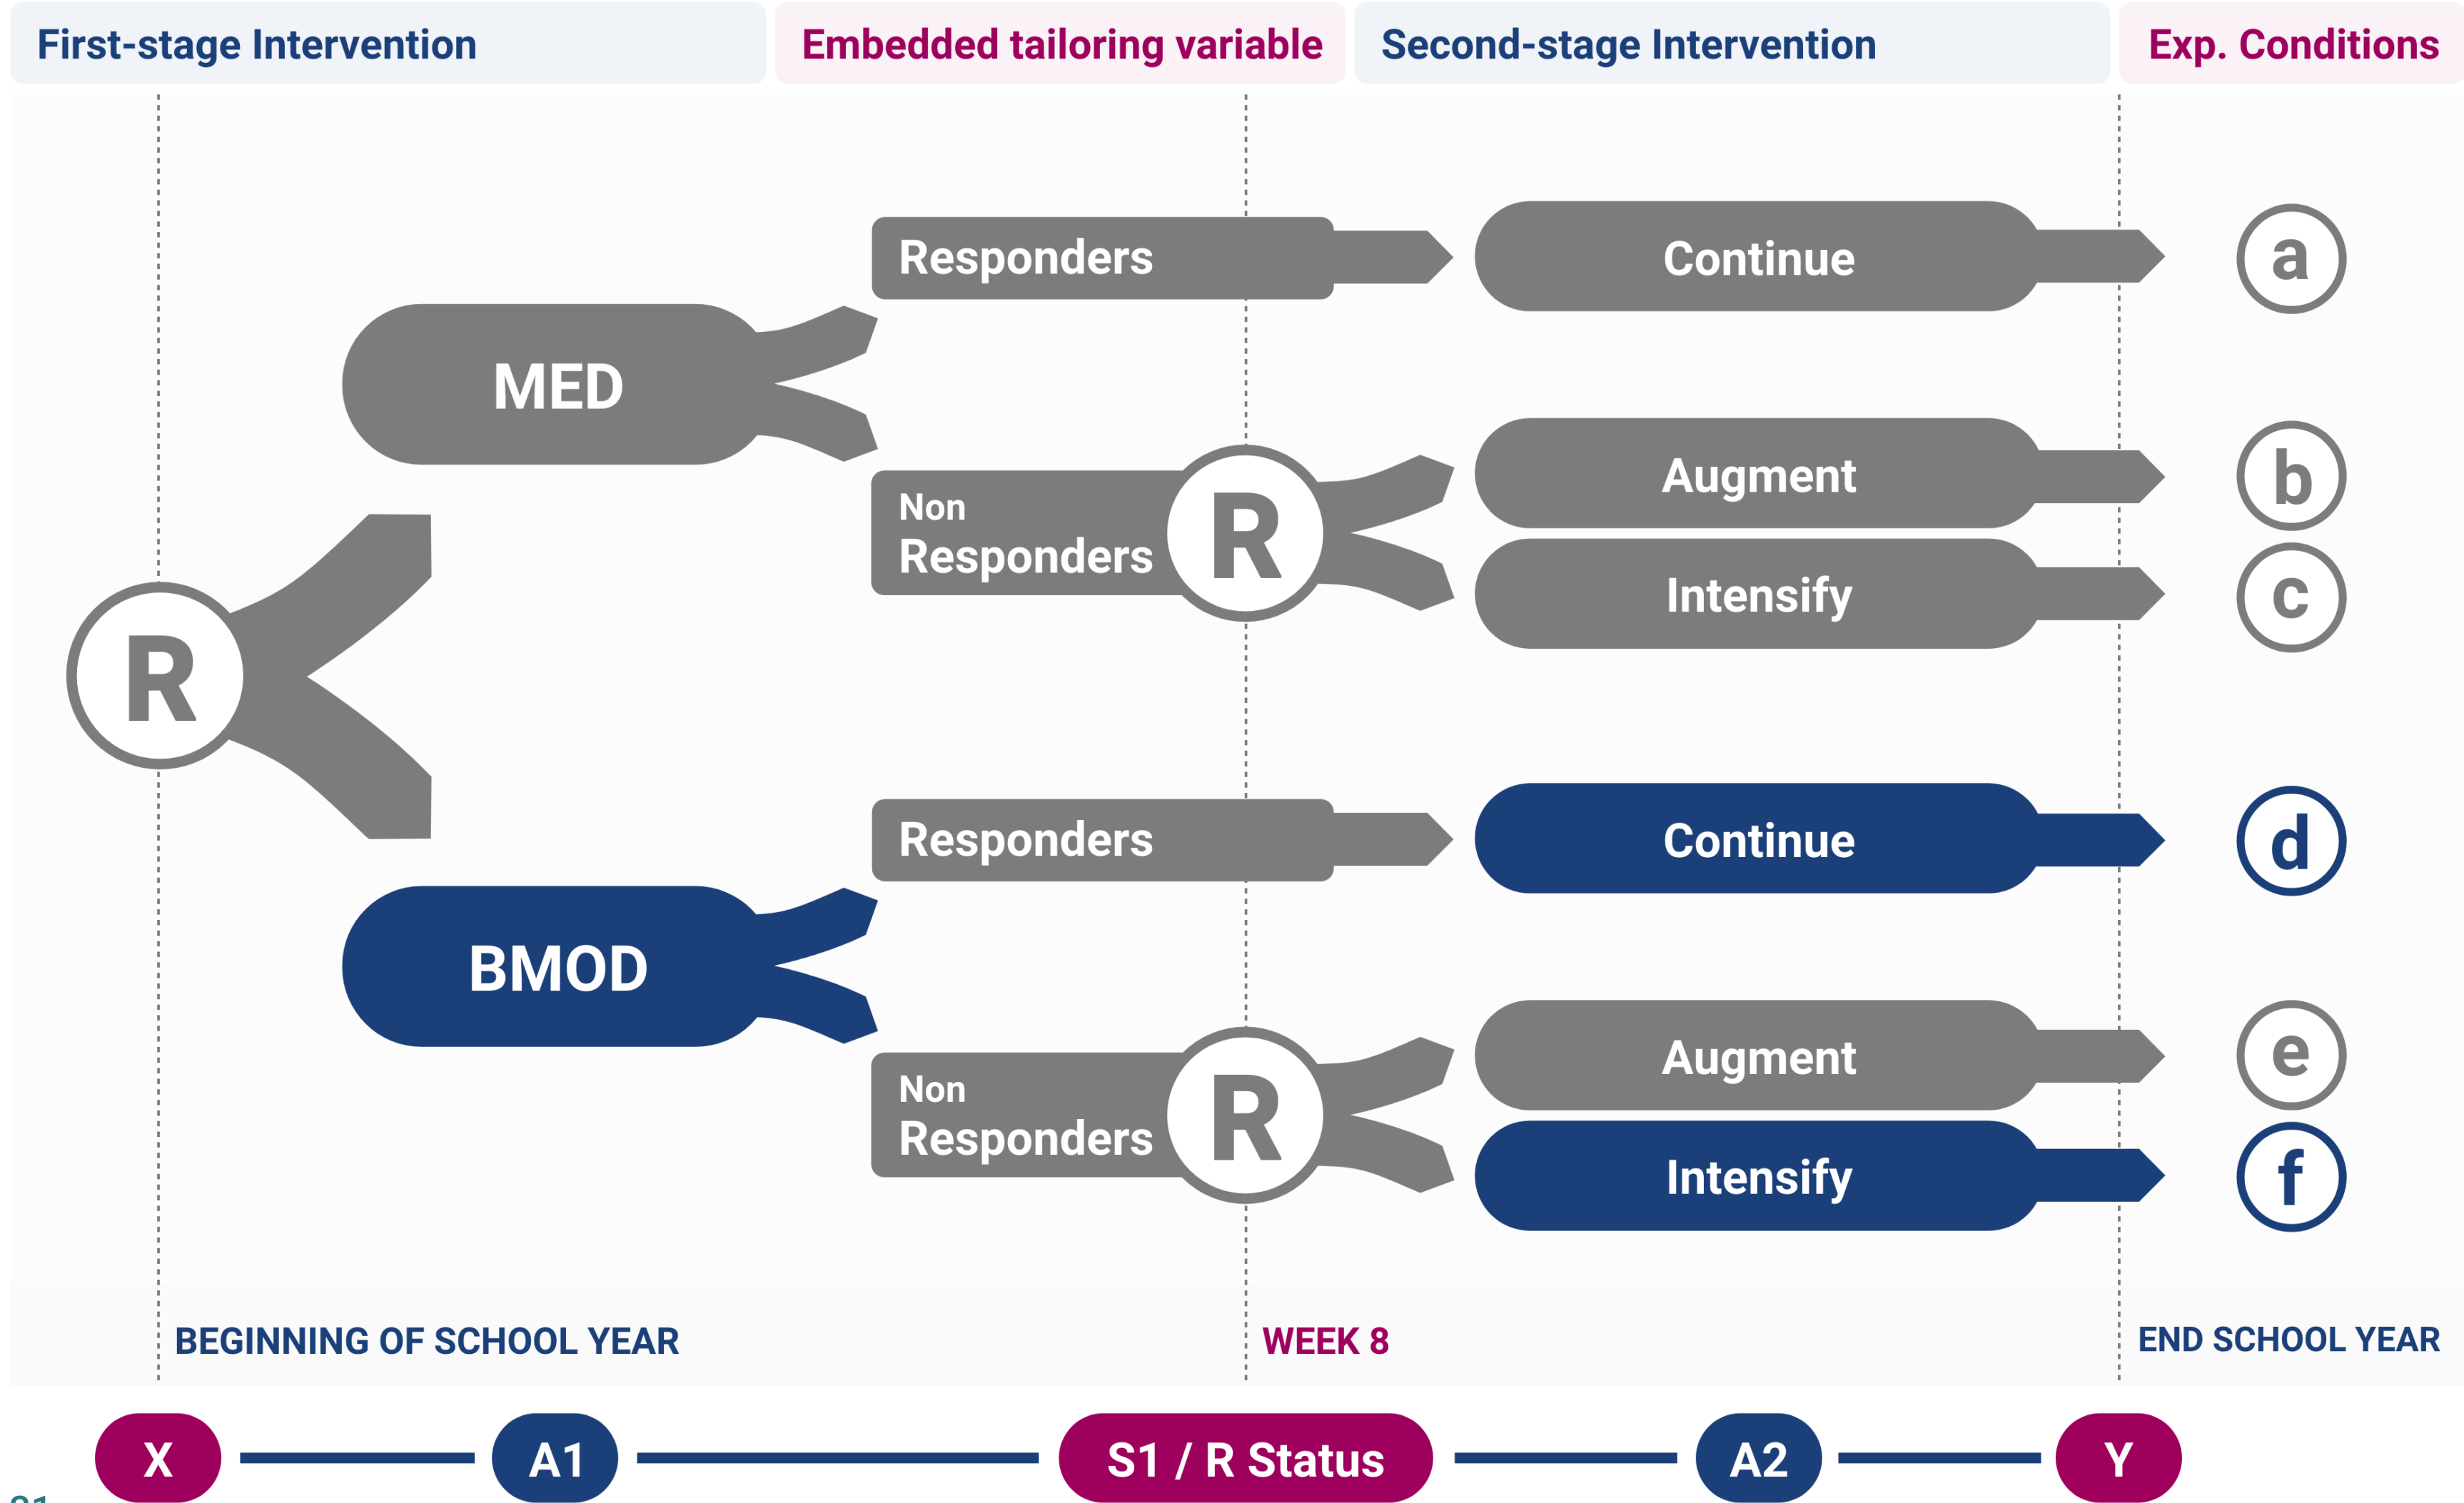 First-stage Intervention
Embedded tailoring variable
Second-stage Intervention
Exp. Conditions
Responders
Continue
a
MED
Non
Responders
R
Augment
b
Intensify
c
R
Responders
Continue
d
BMOD
Non
Responders
R
Augment
e
Intensify
f
BEGINNING OF SCHOOL YEAR
WEEK 8
END SCHOOL YEAR
X
A1
S1 / R Status
A2
Y